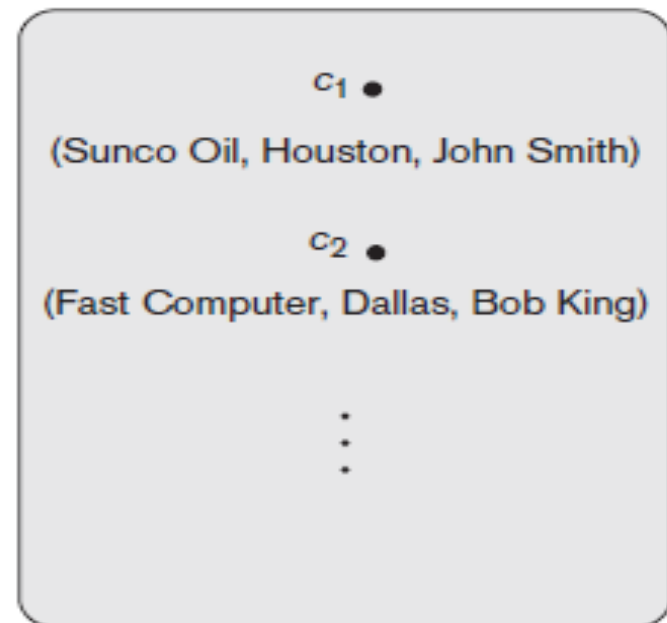 c₁ ●
(Sunco Oil, Houston, John Smith)
c₂ ●
(Fast Computer, Dallas, Bob King)
⋮